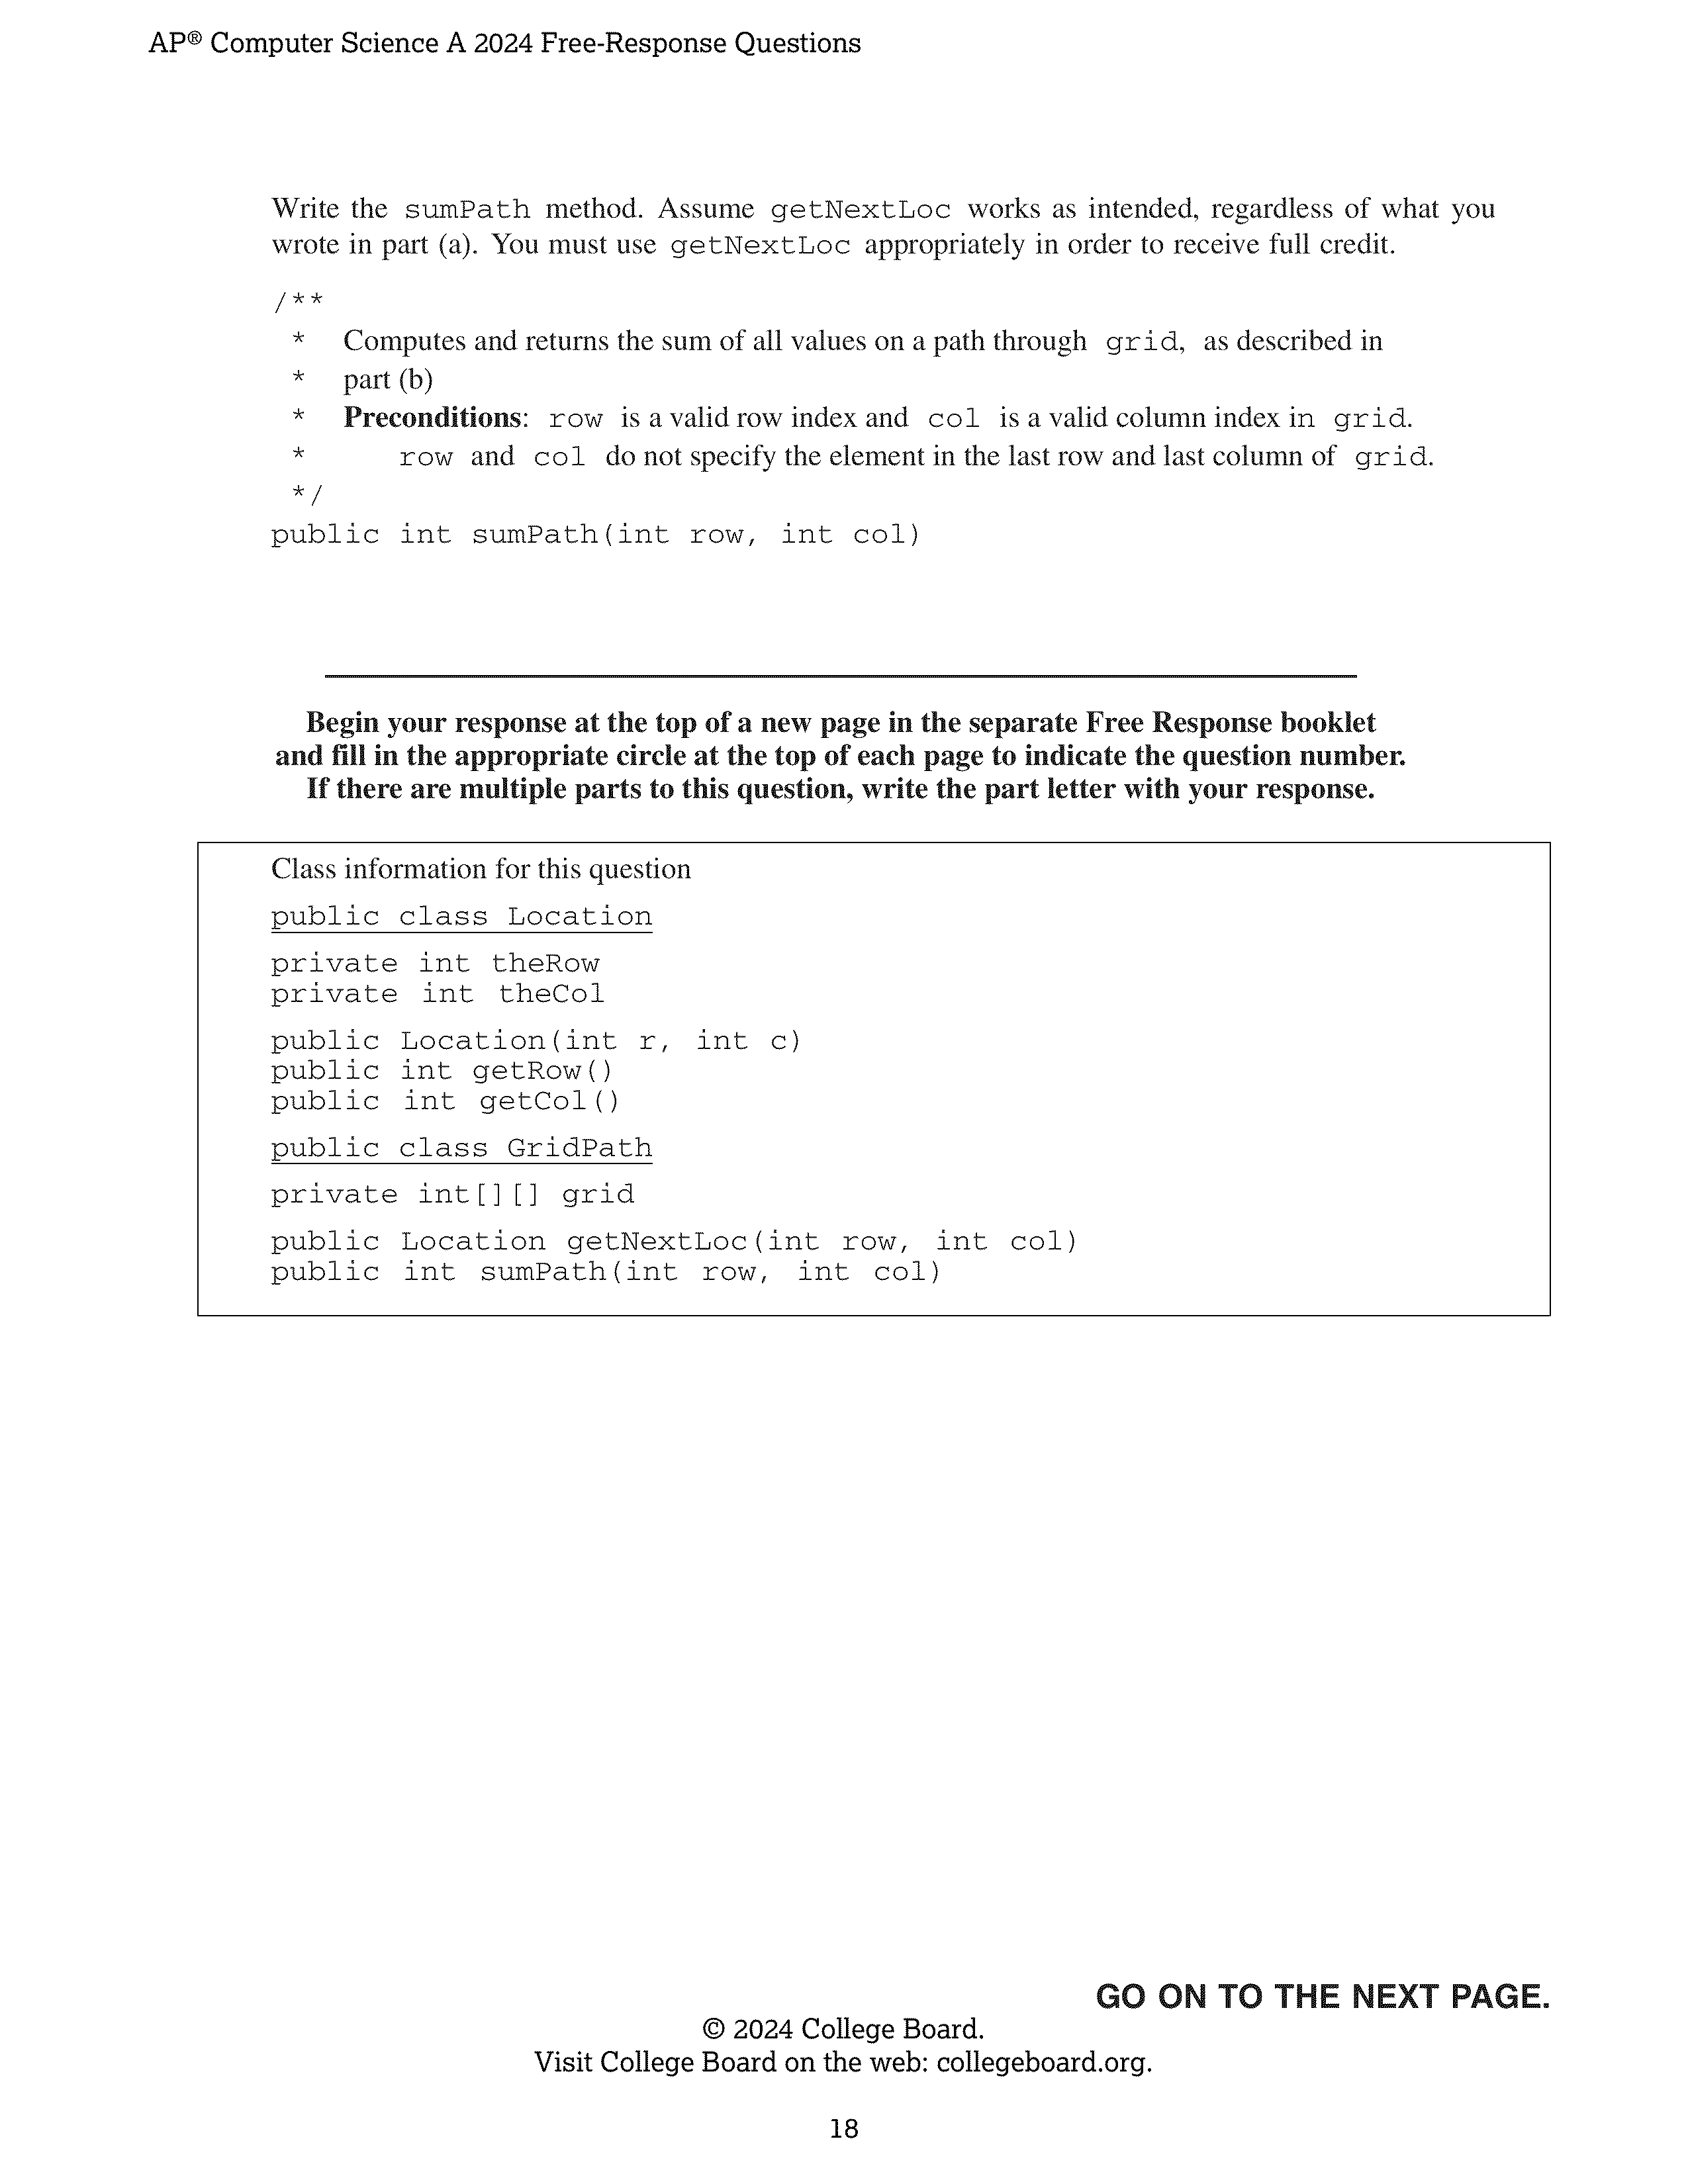 AP® Computer Science A 2024 Free-Response Questions
Write the sumPath method. Assume getNextLoc works as intended, regardless of what you
wrote in part (a). You must use getNextLoc appropriately in order to receive full credit.
/**
* Computes and returns the sum of all values on a path through grid, as described in
* part (b)
* Preconditions: row is a valid row index and col is a valid column index in grid.
* row and col do not specify the element in the last row and last column of grid.
*/
public int sumPath(int row, int col)
Begin your response at the top of a new page in the separate Free Response booklet
and fill in the appropriate circle at the top of each page to indicate the question number.
If there are multiple parts to this question, write the part letter with your response.
Class information for this question
public class Location
private int theRow
private int theCol
public Location(int r, int c)
public int getRow()
public int getCol()
public class GridPath
private int[][] grid
public Location getNextLoc(int row, int col)
public int sumPath(int row, int col)
GO ON TO THE NEXT PAGE.
© 2024 College Board.
Visit College Board on the web: collegeboard.org.
18